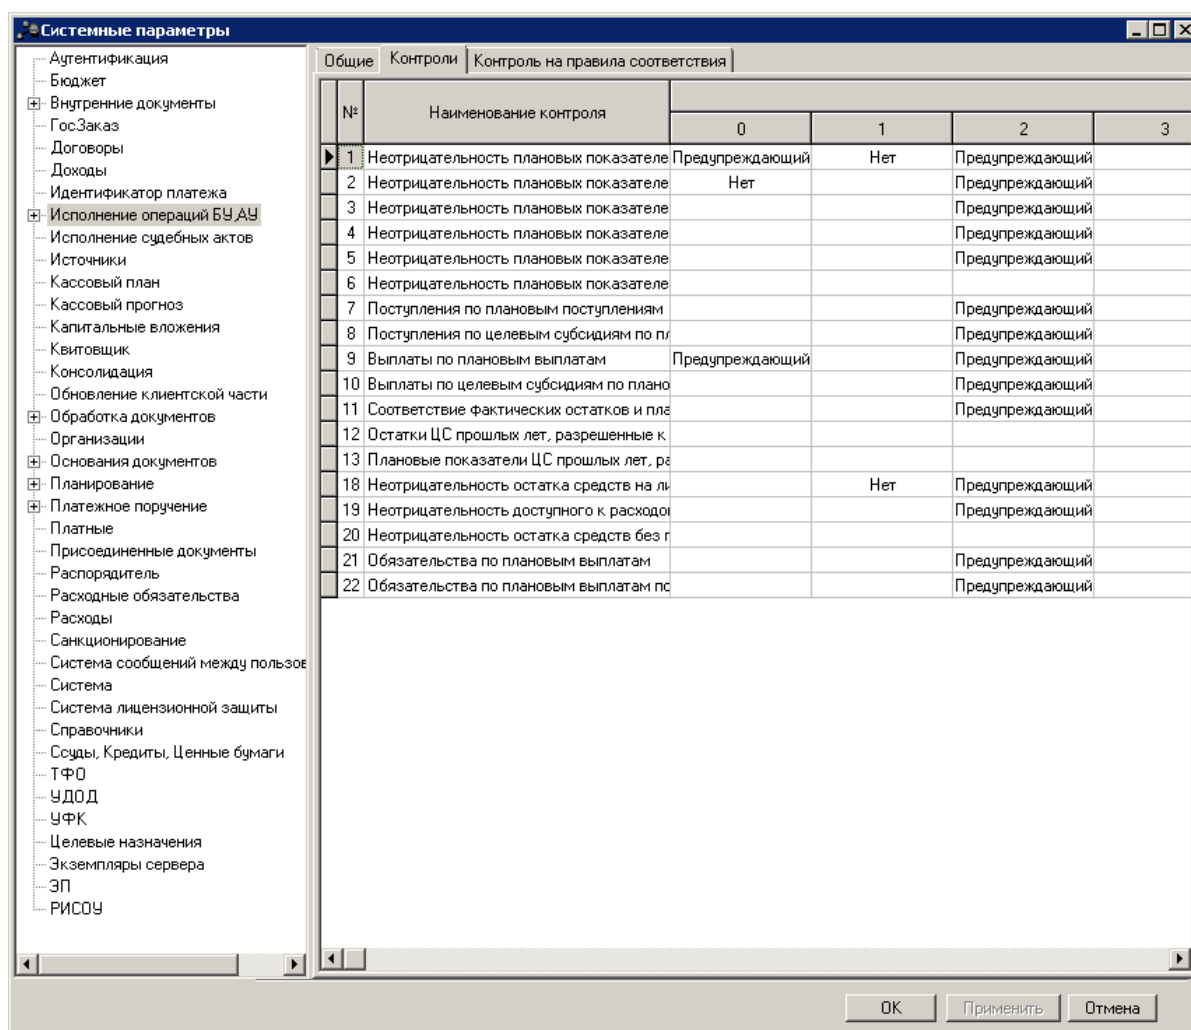 Системные параметры
Аутентификация
Бюджет
Внутренние документы
ГосЗаказ
Договоры
Доходы
Идентификатор платежа
Исполнение операций БУ,АУ
Исполнение судебных актов
Источники
Кассовый план
Кассовый прогноз
Капитальные вложения
Квитовщик
Консолидация
Обновление клиентской части
Обработка документов
Организации
Основания документов
Планирование
Платежное поручение
Платные
Присоединенные документы
Распорядитель
Расходные обязательства
Расходы
Санкционирование
Система сообщений между пользов
Система
Система лицензионной защиты
Справочники
Ссуды, Кредиты, Ценные бумаги
ТФО
УДОД
УФК
Целевые назначения
Экземпляры сервера
ЭП
РИСОУ
Общие Контроли Контроль на правила соответствия
№ Наименование контроля 0 1 2 3
1 Неотрицательность плановых показателе Предупреждающий Нет Предупреждающий
2 Неотрицательность плановых показателе Нет Предупреждающий
3 Неотрицательность плановых показателе Предупреждающий
4 Неотрицательность плановых показателе Предупреждающий
5 Неотрицательность плановых показателе Предупреждающий
6 Неотрицательность плановых показателе
7 Поступления по плановым поступлениям Предупреждающий
8 Поступления по целевым субсидиям по пл Предупреждающий
9 Выплаты по плановым выплатам Предупреждающий Предупреждающий
10 Выплаты по целевым субсидиям по плано Предупреждающий
11 Соответствие фактических остатков и пла Предупреждающий
12 Остатки ЦС прошлых лет, разрешенные к
13 Плановые показатели ЦС прошлых лет, ра
18 Неотрицательность остатка средств на ли Нет Предупреждающий
19 Неотрицательность доступного к расходо Предупреждающий
20 Неотрицательность остатка средств без п
21 Обязательства по плановым выплатам Предупреждающий
22 Обязательства по плановым выплатам по Предупреждающий
OK Применить Отмена